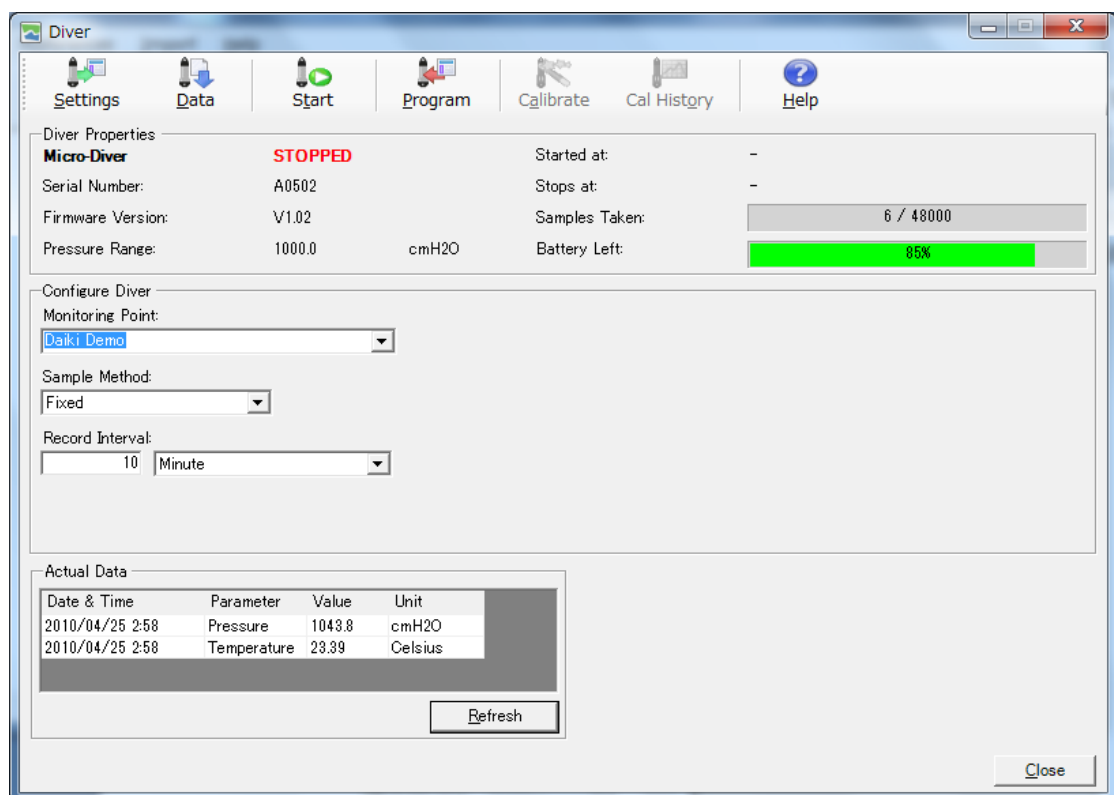 Diver
Settings Data Start Program Calibrate Cal History Help
Diver Properties
Micro-Diver STOPPED Started at: -
Serial Number: A0502 Stops at: -
Firmware Version: V1.02 Samples Taken: 6 / 48000
Pressure Range: 1000.0 cmH2O Battery Left: 85%
Configure Diver
Monitoring Point:
Daiki Demo
Sample Method:
Fixed
Record Interval:
10 Minute
Actual Data
Date & Time Parameter Value Unit
2010/04/25 2:58 Pressure 1043.8 cmH2O
2010/04/25 2:58 Temperature 23.39 Celsius
Refresh
Close